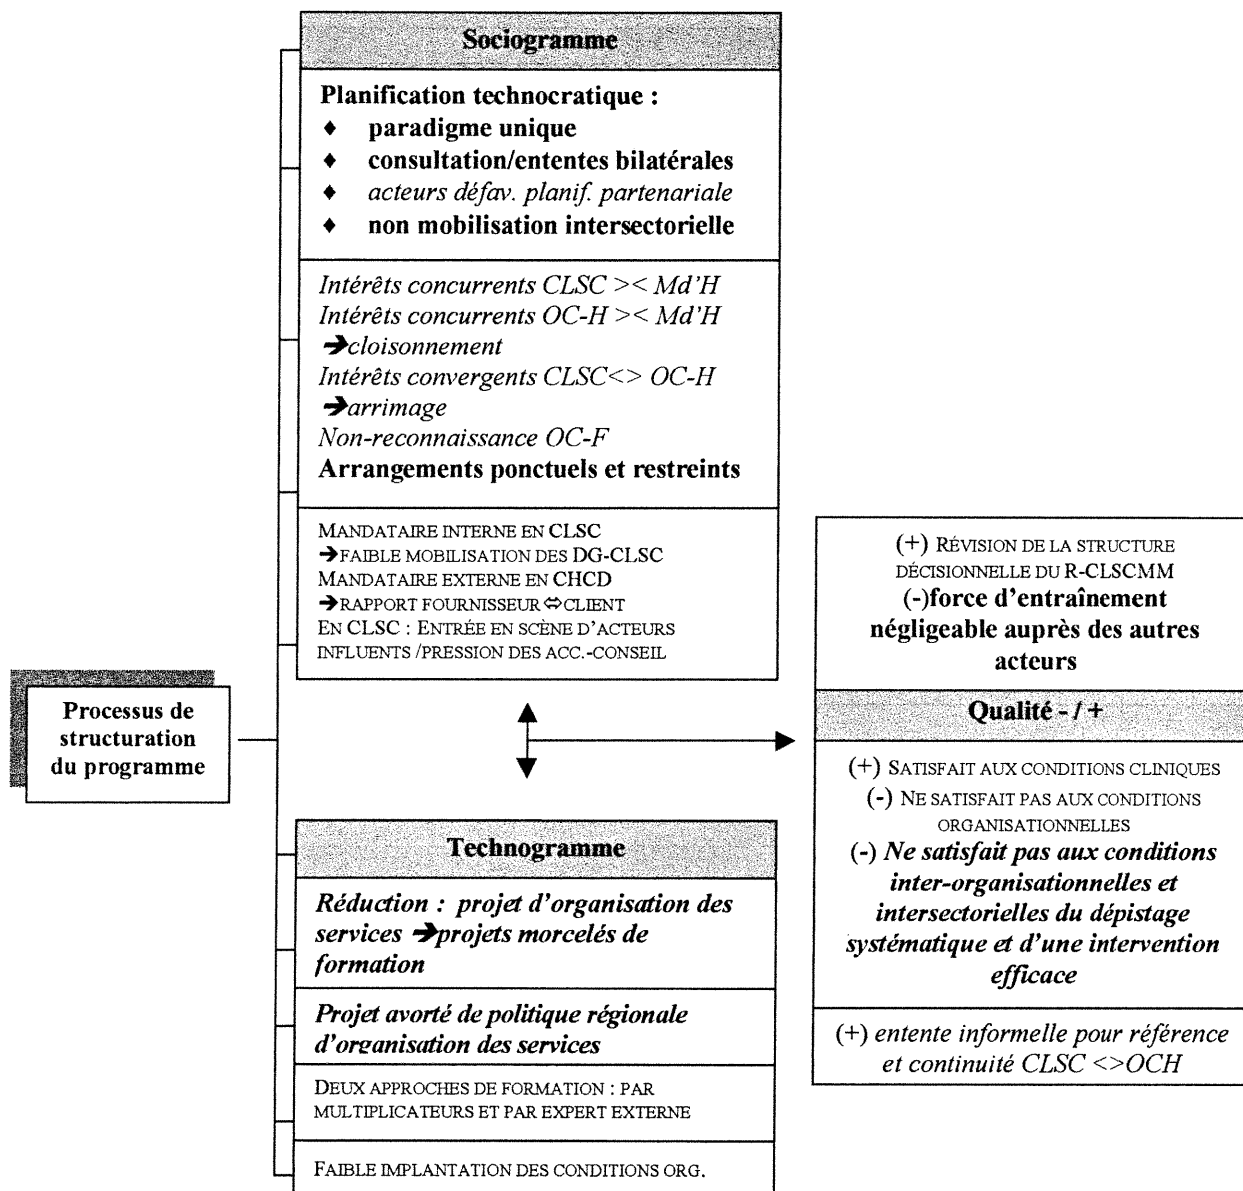 Sociogramme
Planification technocratique :
♦ paradigme unique
♦ consultation/ententes bilatérales
♦ acteurs défav. planif. partenariale
♦ non mobilisation intersectorielle
Intérêts concurrents CLSC >< Md’H
Intérêts concurrents OC-H >< Md’H
➔cloisonnement
Intérêts convergents CLSC<> OC-H
➔arrimage
Non-reconnaissance OC-F
Arrangements ponctuels et restreints
MANDATAIRE INTERNE EN CLSC
➔FAIBLE MOBILISATION DES DG-CLSC
MANDATAIRE EXTERNE EN CHCD
➔RAPPORT FOURNISSEUR ⇔CLIENT
EN CLSC : ENTRÉE EN SCÈNE D’ACTEURS
INFLUENTS /PRESSION DES ACC.-CONSEIL
Processus de
structuration
du programme
Technogramme
Réduction : projet d’organisation des
services ➔projets morcelés de
formation
Projet avorté de politique régionale
d’organisation des services
DEUX APPROCHES DE FORMATION : PAR
MULTIPLICATEURS ET PAR EXPERT EXTERNE
FAIBLE IMPLANTATION DES CONDITIONS ORG.
(+) RÉVISION DE LA STRUCTURE
DÉCISIONNELLE DU R-CLSCMM
(-)force d’entraînement
négligeable auprès des autres
acteurs
Qualité - / +
(+) SATISFAIT AUX CONDITIONS CLINIQUES
(-) NE SATISFAIT PAS AUX CONDITIONS
ORGANISATIONNELLES
(-) Ne satisfait pas aux conditions
inter-organisationnelles et
intersectorielles du dépistage
systématique et d’une intervention
efficace
(+) entente informelle pour référence
et continuité CLSC <>OCH